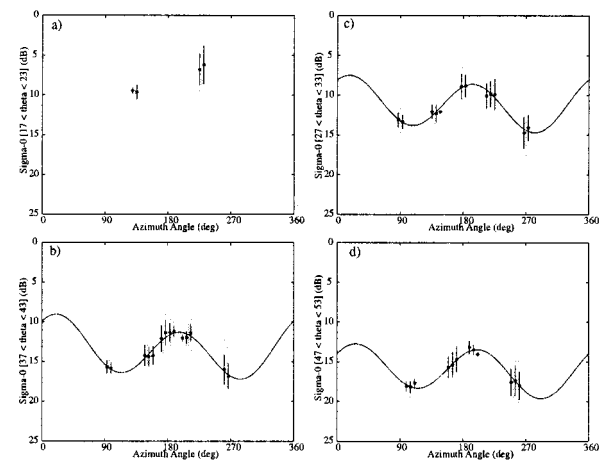 a)
0
5
10
15
20
25
Sigma-0 [17 < theta < 23] (dB)
0 90 180 270 360
Azimuth Angle (deg)
c)
0
5
10
15
20
25
Sigma-0 [27 < theta < 33] (dB)
0 90 180 270 360
Azimuth Angle (deg)
b)
0
5
10
15
20
25
Sigma-0 [37 < theta < 43] (dB)
0 90 180 270 360
Azimuth Angle (deg)
d)
0
5
10
15
20
25
Sigma-0 [47 < theta < 53] (dB)
0 90 180 270 360
Azimuth Angle (deg)